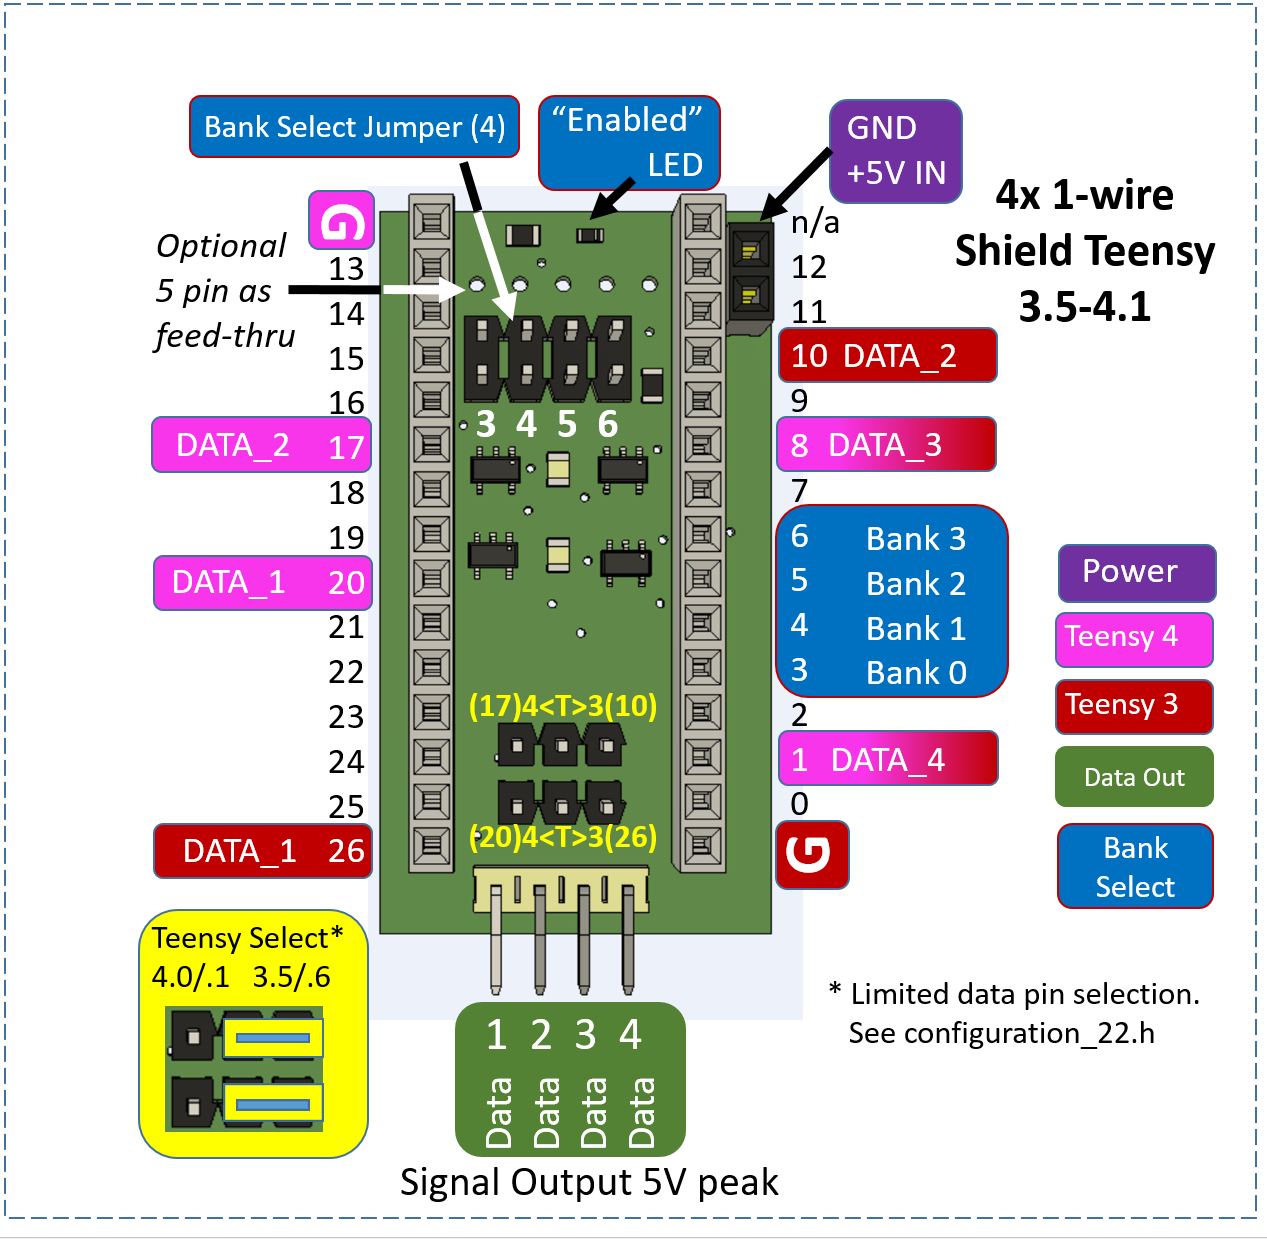 Bank Select Jumper (4)
“Enabled”
LED
GND
+5V IN
4x 1-wire
Shield Teensy
3.5-4.1
G
Optional
5 pin as
feed-thru
13
14
15
16
DATA_2 17
18
19
DATA_1 20
21
22
23
24
25
DATA_1 26
n/a
12
11
10 DATA_2
9
8 DATA_3
7
6 Bank 3
5 Bank 2
4 Bank 1
3 Bank 0
2
1 DATA_4
0
G
3 4 5 6
(17)4<T>3(10)
(20)4<T>3(26)
Power
Teensy 4
Teensy 3
Data Out
Bank
Select
Teensy Select*
4.0/.1 3.5/.6
* Limited data pin selection.
See configuration_22.h
1 2 3 4
Data Data Data Data
Signal Output 5V peak